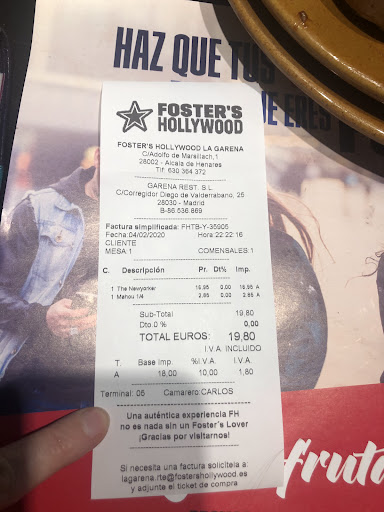 HAZ QUE TUS
QUE ERES
FOSTER'S
HOLLYWOOD
FOSTER'S HOLLYWOOD LA GARENA
C/Adolfo de Marsillach,1
28002 - Alcala de Henares
Tlf: 630 364 372
GARENA REST. S.L.
C/Corregidor Diego de Valderrabano, 25
28030 - Madrid
B-86.536.869
Factura simplificada: FHTB-Y-35905
Fecha:04/02/2020 Hora:22:22:16
CLIENTE
MESA 1 COMENSALES:1
C. Descripción Pr. Dt% Imp.
1 The Newyorker 16,95 0,00 16,95 A
1 Mahou 1/4 2,85 0,00 2,85 A
Sub-Total 19,80
Dto.0 % 0,00
TOTAL EUROS: 19,80
I.V.A. INCLUIDO
T. Base Imp. %I.V.A. I.V.A.
A 18,00 10,00 1,80
Terminal: 05 Camarero:CARLOS
Una auténtica experiencia FH
no es nada sin un Foster´s Lover
¡Gracias por visitarnos!
Si necesita una factura solicitela a:
lagarena.rte@fostershollywood.es
y adjunte el ticket de compra
fruta